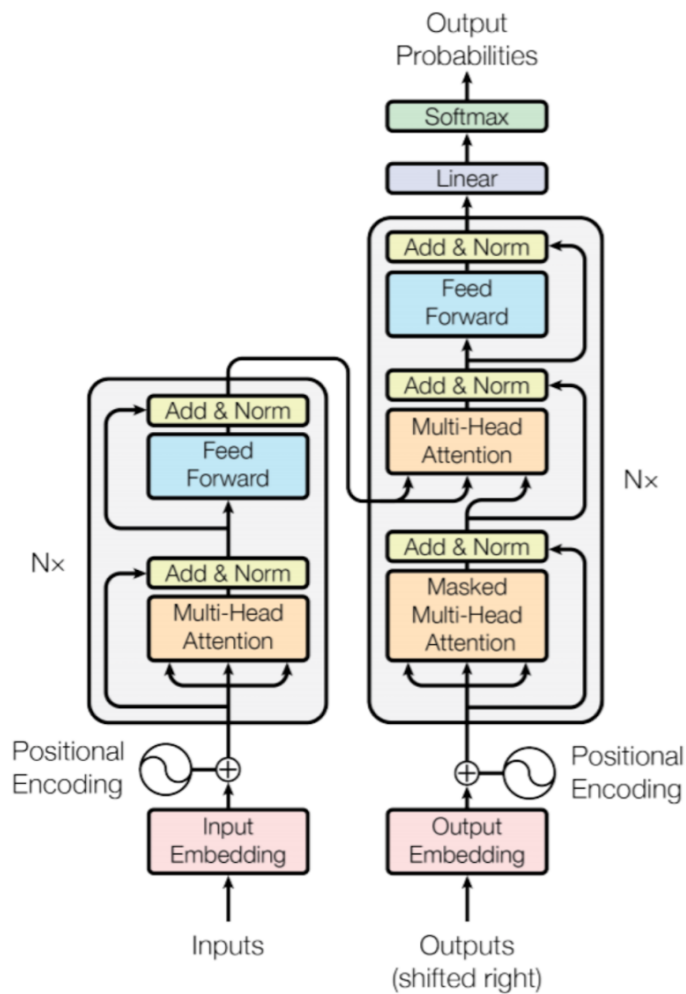 Output
Probabilities
Softmax
Linear
Add & Norm
Feed
Forward
Add & Norm
Multi-Head
Attention
Add & Norm
Masked
Multi-Head
Attention
Nx
Add & Norm
Feed
Forward
Add & Norm
Multi-Head
Attention
Nx
Positional
Encoding
Input
Embedding
Inputs
Positional
Encoding
Output
Embedding
Outputs
(shifted right)